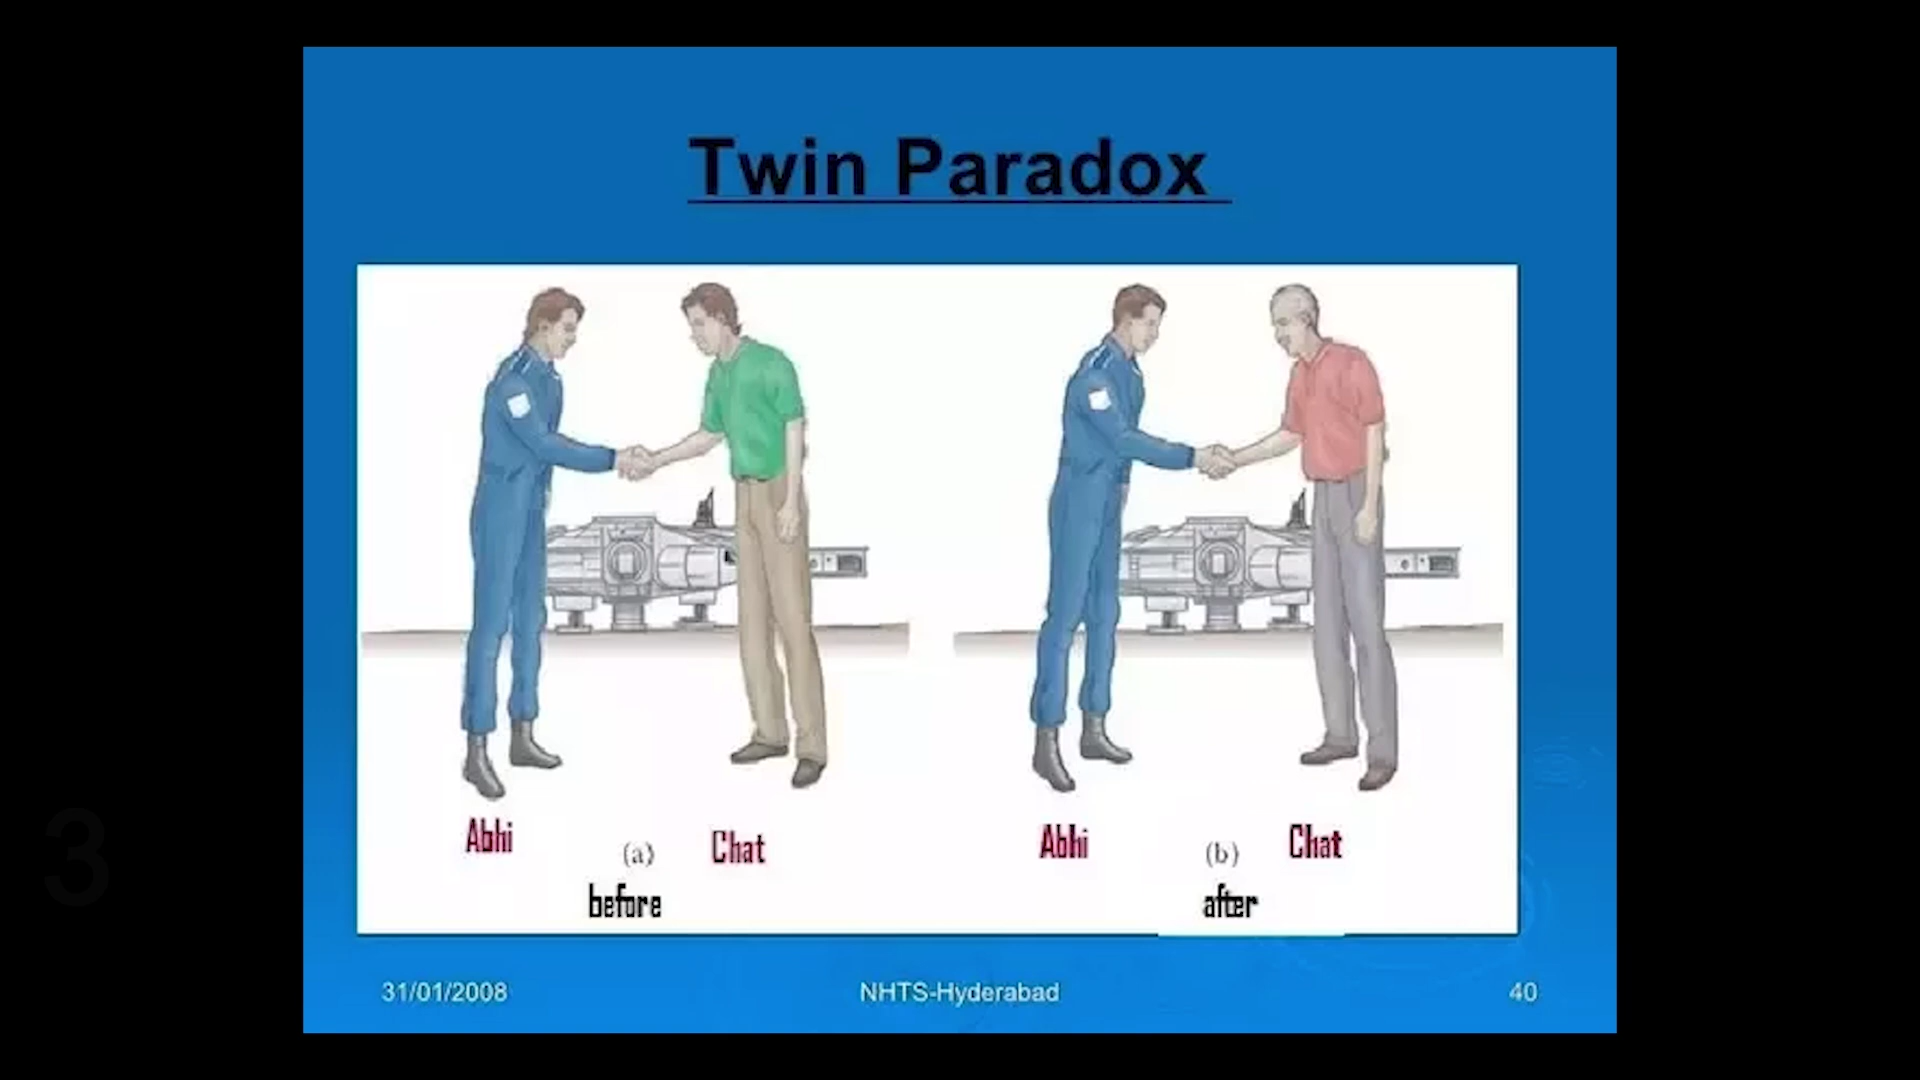 Twin Paradox
Abhi
(a)
Chat
before
Abhi
(b)
Chat
after
31/01/2008
NHTS-Hyderabad
40
3